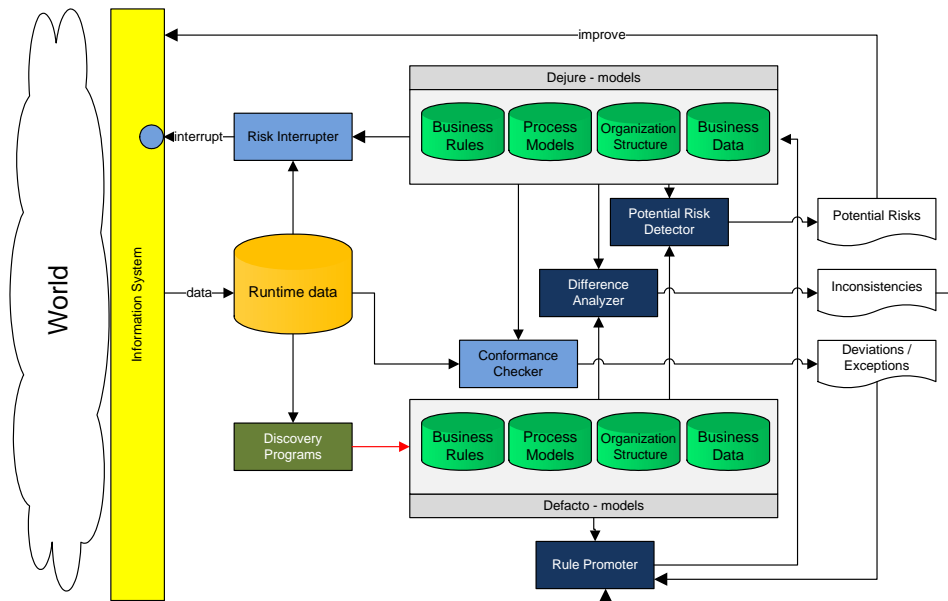 improve
Dejure - models
Business
Rules
Process
Models
Organization
Structure
Business
Data
interrupt
Risk Interrupter
Potential Risk
Detector
Potential Risks
World
Information System
data
Runtime data
Difference
Analyzer
Inconsistencies
Conformance
Checker
Deviations /
Exceptions
Discovery
Programs
Business
Rules
Process
Models
Organization
Structure
Business
Data
Defacto - models
Rule Promoter